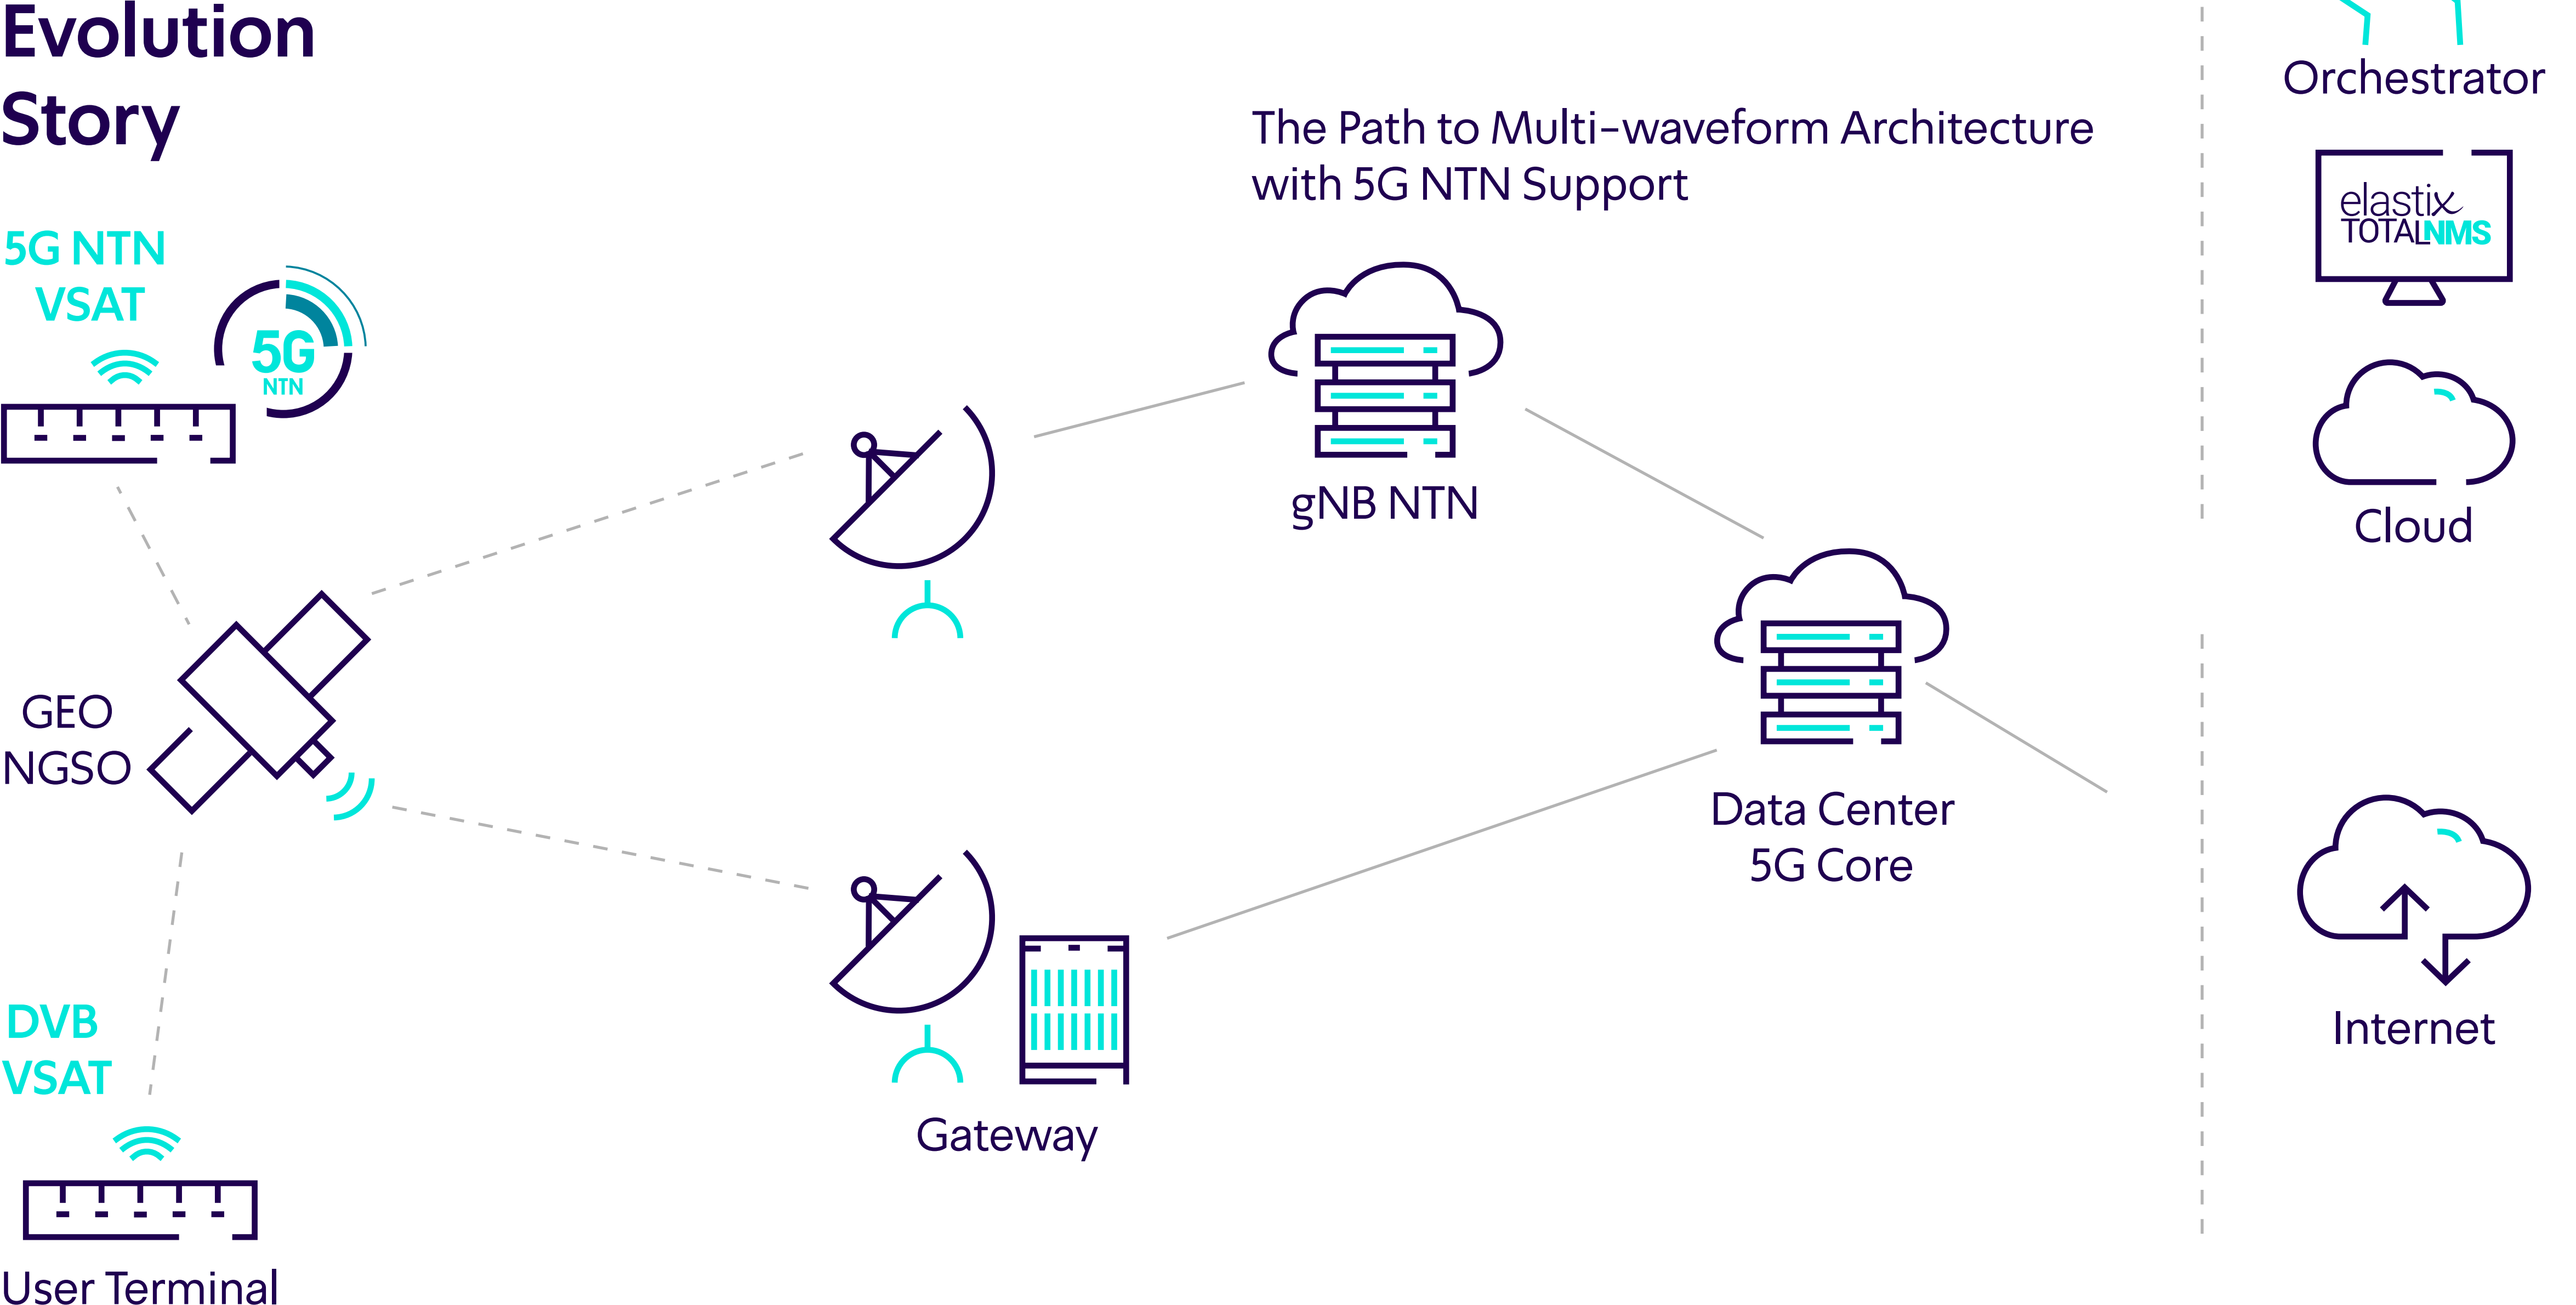 Evolution
Story
The Path to Multi-waveform Architecture
with 5G NTN Support
5G NTN
VSAT
5G
NTN
gNB NTN
GEO
NGSO
Data Center
5G Core
DVB
VSAT
Gateway
User Terminal
Orchestrator
elastix
TOTALNMS
Cloud
Internet